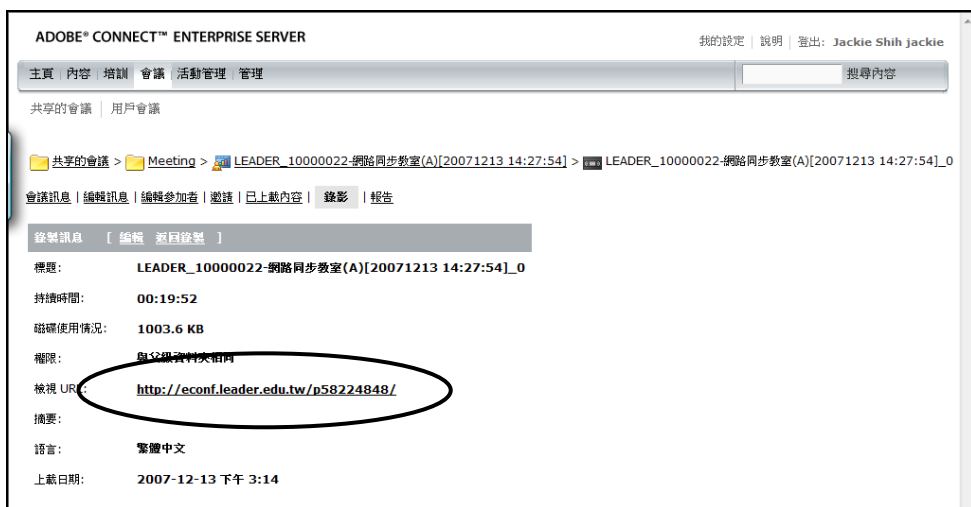 ADOBE® CONNECT™ ENTERPRISE SERVER
我的設定 | 說明 | 登出: Jackie Shih jackie
主頁 | 內容 | 培訓 | 會議 | 活動管理 | 管理
搜尋內容
共享的會議 | 用戶會議
共享的會議 > Meeting > LEADER_10000022-網路同步教室(A)[20071213 14:27:54] > LEADER_10000022-網路同步教室(A)[20071213 14:27:54]_0
會議訊息 | 編輯訊息 | 編輯參加者 | 邀請 | 已上載內容 | 錄影 | 報告
錄製訊息 [ 編輯 返回錄製 ]
標題: LEADER_10000022-網路同步教室(A)[20071213 14:27:54]_0
持續時間: 00:19:52
磁碟使用情況: 1003.6 KB
權限: 與父級資料夾相同
檢視 URL: http://econf.leader.edu.tw/p58224848/
摘要:
語言: 繁體中文
上載日期: 2007-12-13 下午 3:14